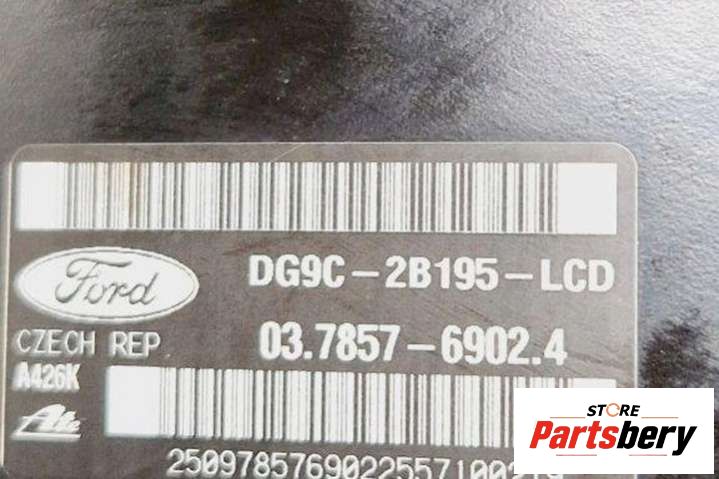 Ford
DG9C-2B195-LCD
CZECH REP
03.7857-6902.4
A426K
Ate
STORE
Partsbery